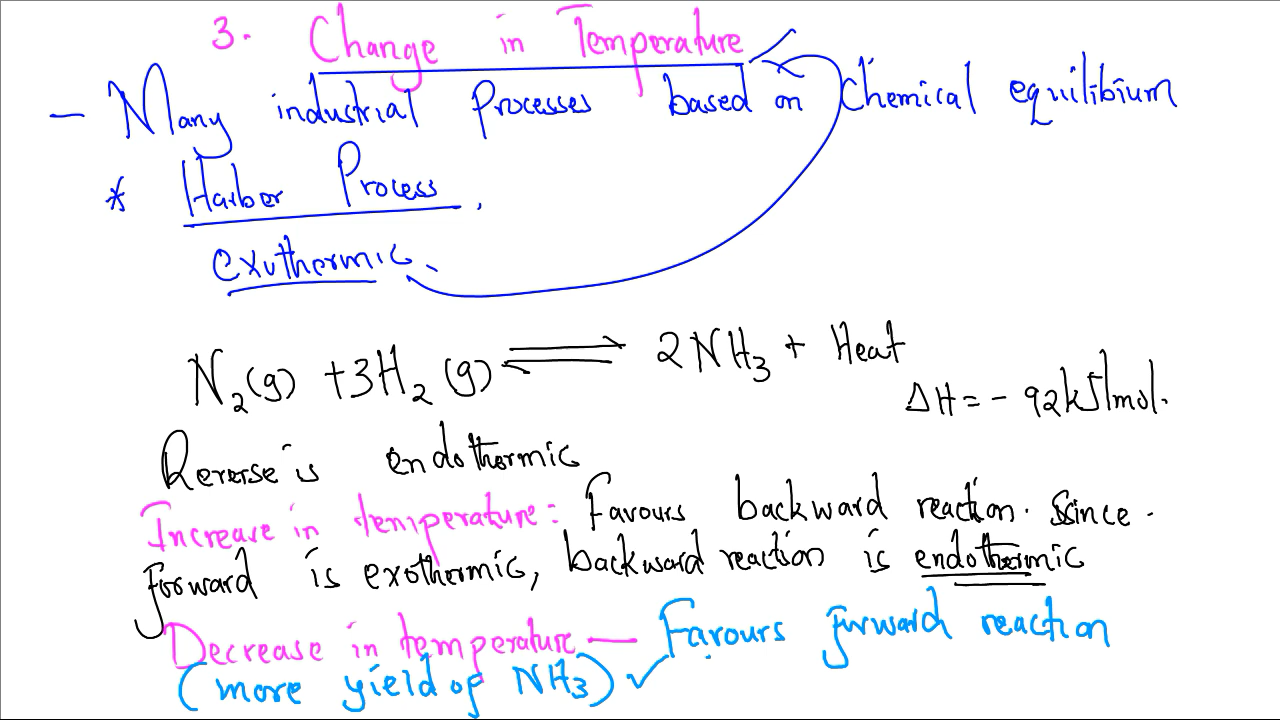 3. Change in Temperature
- Many industrial Processes based on Chemical equilibium
* Harber Process.
exothermic.
N₂(g) + 3H₂(g) ⇌ 2NH₃ + Heat
ΔH = - 92kJ/mol.
Reverse is endothermic
Increase in temperature: Favours backward reaction. Since.
forward is exothermic, backward reaction is endothermic
Decrease in temperature — Favours forward reaction
(more yield of NH₃) ✓